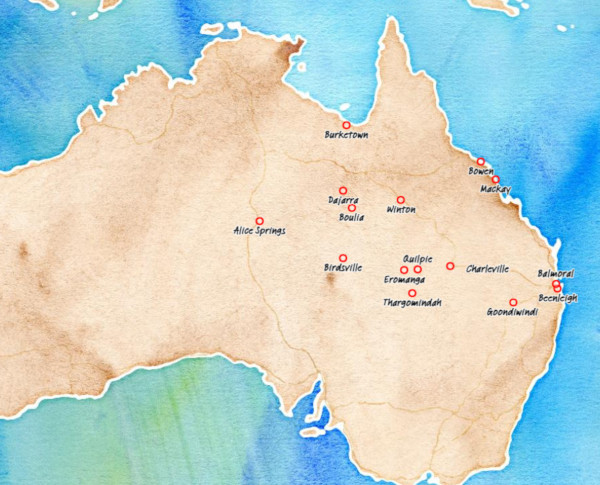 Burketown
Bowen
Mackay
Dajarra
Boulia
Winton
Alice Springs
Quilpie
Birdsville
Charleville
Eromanga
Balmoral
Beenleigh
Thargomindah
Goondiwindi